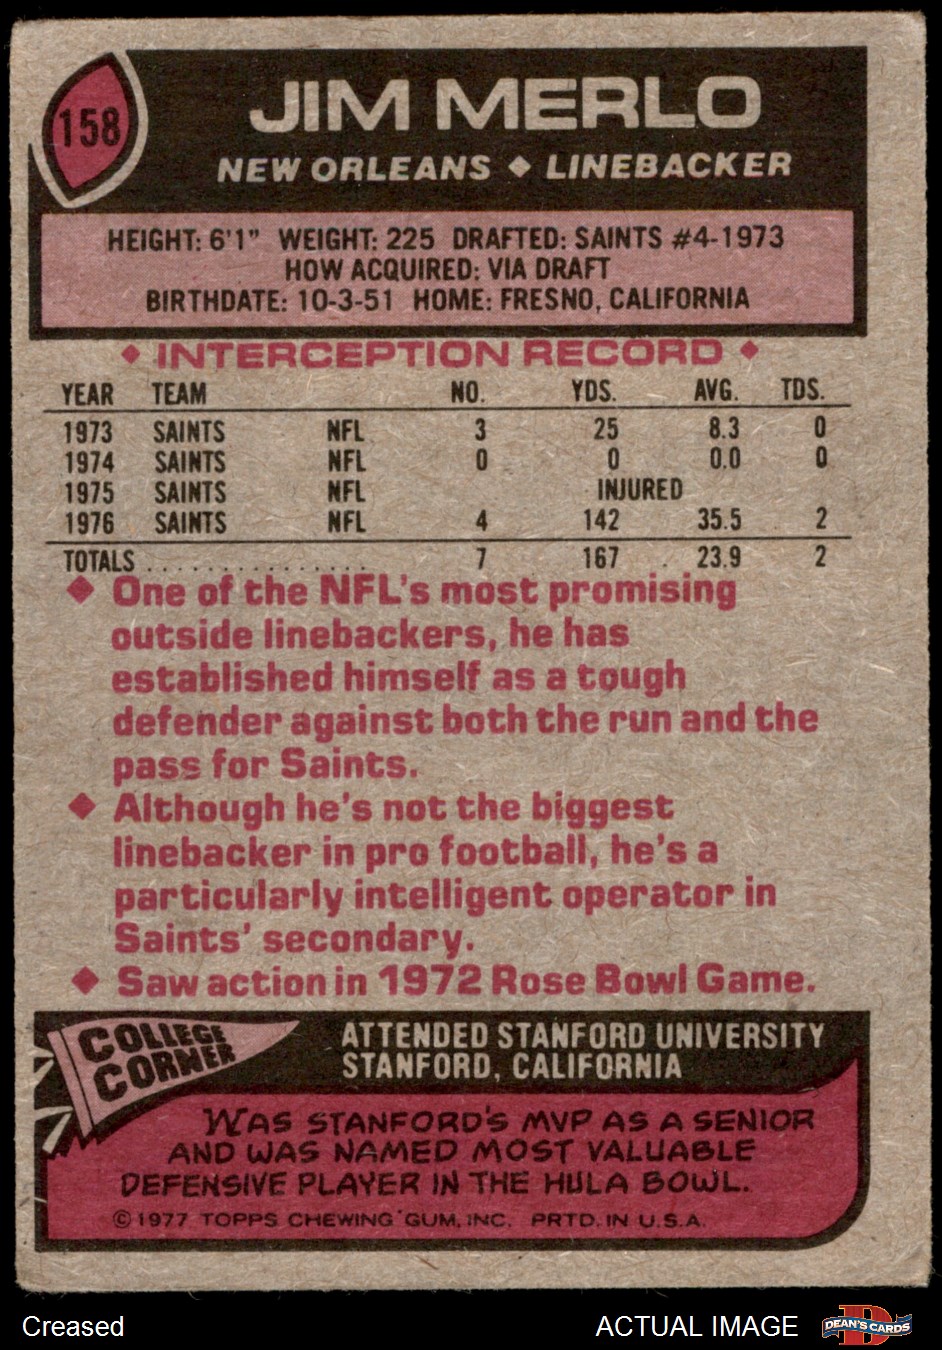 158
JIM MERLO
NEW ORLEANS ◆ LINEBACKER
HEIGHT: 6'1" WEIGHT: 225 DRAFTED: SAINTS #4-1973
HOW ACQUIRED: VIA DRAFT
BIRTHDATE: 10-3-51 HOME: FRESNO, CALIFORNIA
◆ INTERCEPTION RECORD ◆
YEAR TEAM NO. YDS. AVG. TDS.
1973 SAINTS NFL 3 25 8.3 0
1974 SAINTS NFL 0 0 0.0 0
1975 SAINTS NFL INJURED
1976 SAINTS NFL 4 142 35.5 2
TOTALS . . . . . . . . . . . . . . . 7 167 23.9 2
◆ One of the NFL's most promising
outside linebackers, he has
established himself as a tough
defender against both the run and the
pass for Saints.
◆ Although he's not the biggest
linebacker in pro football, he's a
particularly intelligent operator in
Saints' secondary.
◆ Saw action in 1972 Rose Bowl Game.
COLLEGE
CORNER
ATTENDED STANFORD UNIVERSITY
STANFORD, CALIFORNIA
WAS STANFORD'S MVP AS A SENIOR
AND WAS NAMED MOST VALUABLE
DEFENSIVE PLAYER IN THE HULA BOWL.
©1977 TOPPS CHEWING GUM, INC. PRTD. IN U.S.A.
Creased
ACTUAL IMAGE
D
DEAN'S CARDS